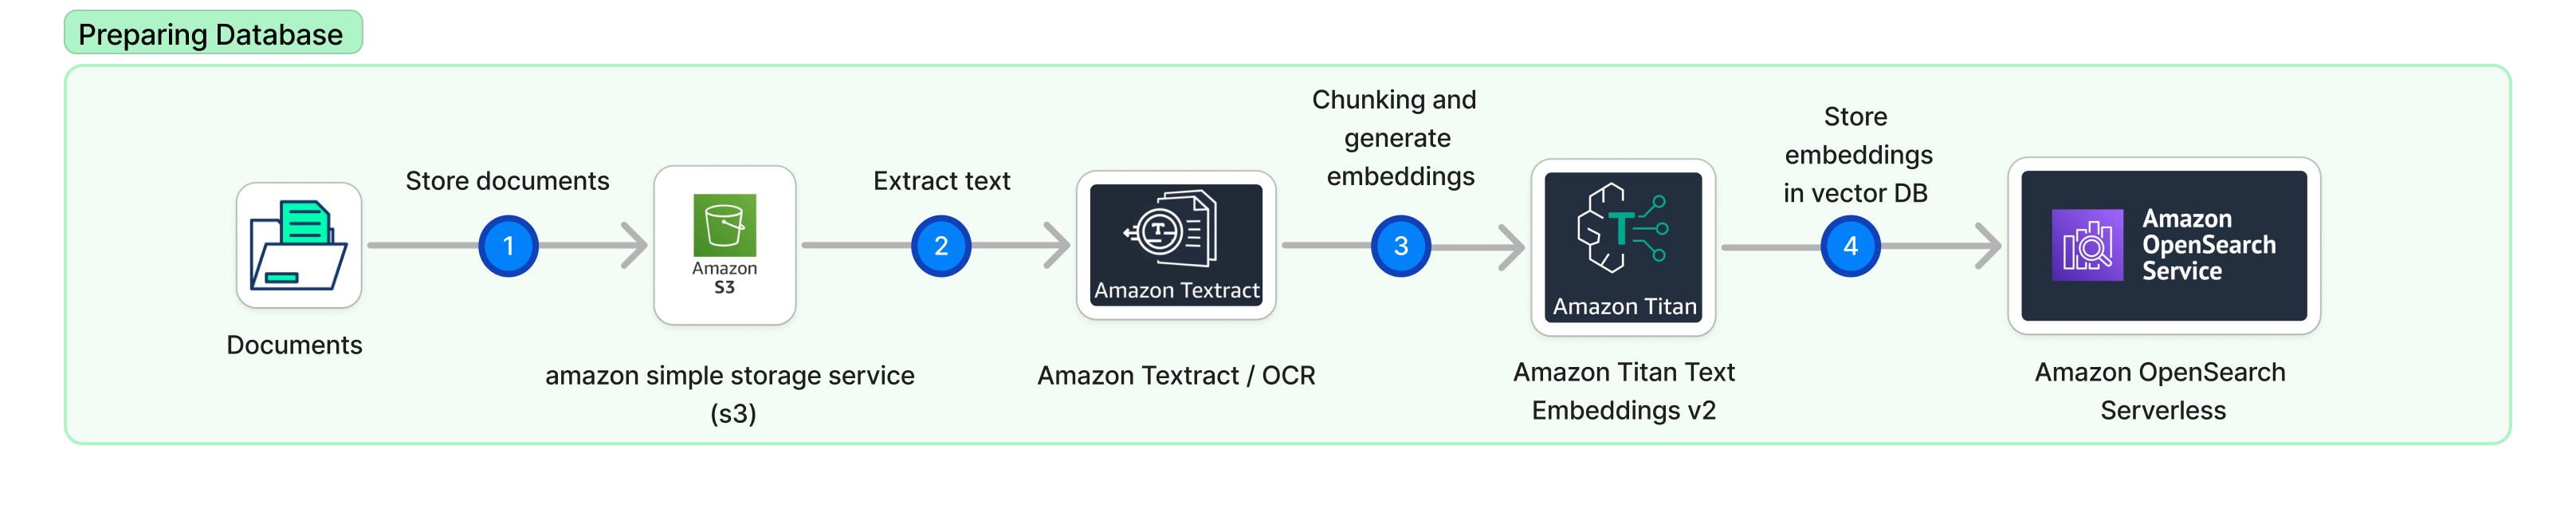 Preparing Database
Store documents
1
Amazon
S3
Extract text
2
Amazon Textract
Chunking and
generate
embeddings
3
T
Amazon Titan
Store
embeddings
in vector DB
4
Amazon
OpenSearch
Service
Documents
amazon simple storage service
(s3)
Amazon Textract / OCR
Amazon Titan Text
Embeddings v2
Amazon OpenSearch
Serverless